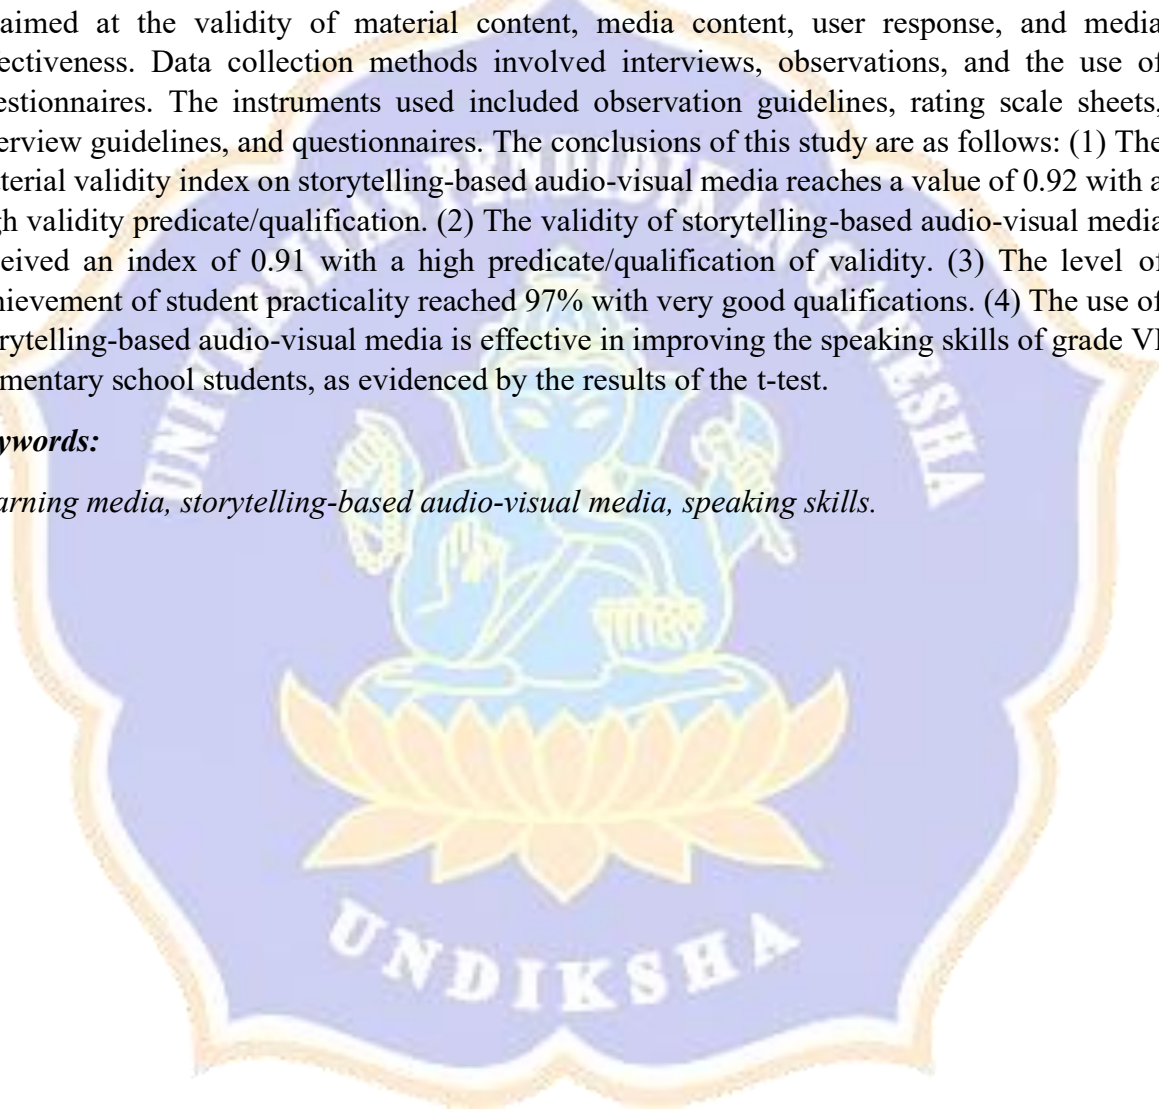 aimed at the validity of material content, media content, user response, and media
ectiveness. Data collection methods involved interviews, observations, and the use of
estionnaires. The instruments used included observation guidelines, rating scale sheets,
erview guidelines, and questionnaires. The conclusions of this study are as follows: (1) The
terial validity index on storytelling-based audio-visual media reaches a value of 0.92 with a
gh validity predicate/qualification. (2) The validity of storytelling-based audio-visual media
eived an index of 0.91 with a high predicate/qualification of validity. (3) The level of
hievement of student practicality reached 97% with very good qualifications. (4) The use of
rytelling-based audio-visual media is effective in improving the speaking skills of grade VI
mentary school students, as evidenced by the results of the t-test.
ywords:
arning media, storytelling-based audio-visual media, speaking skills.
UNIVERSITAS PENDIDIKAN GANESHA
UNDIKSHA